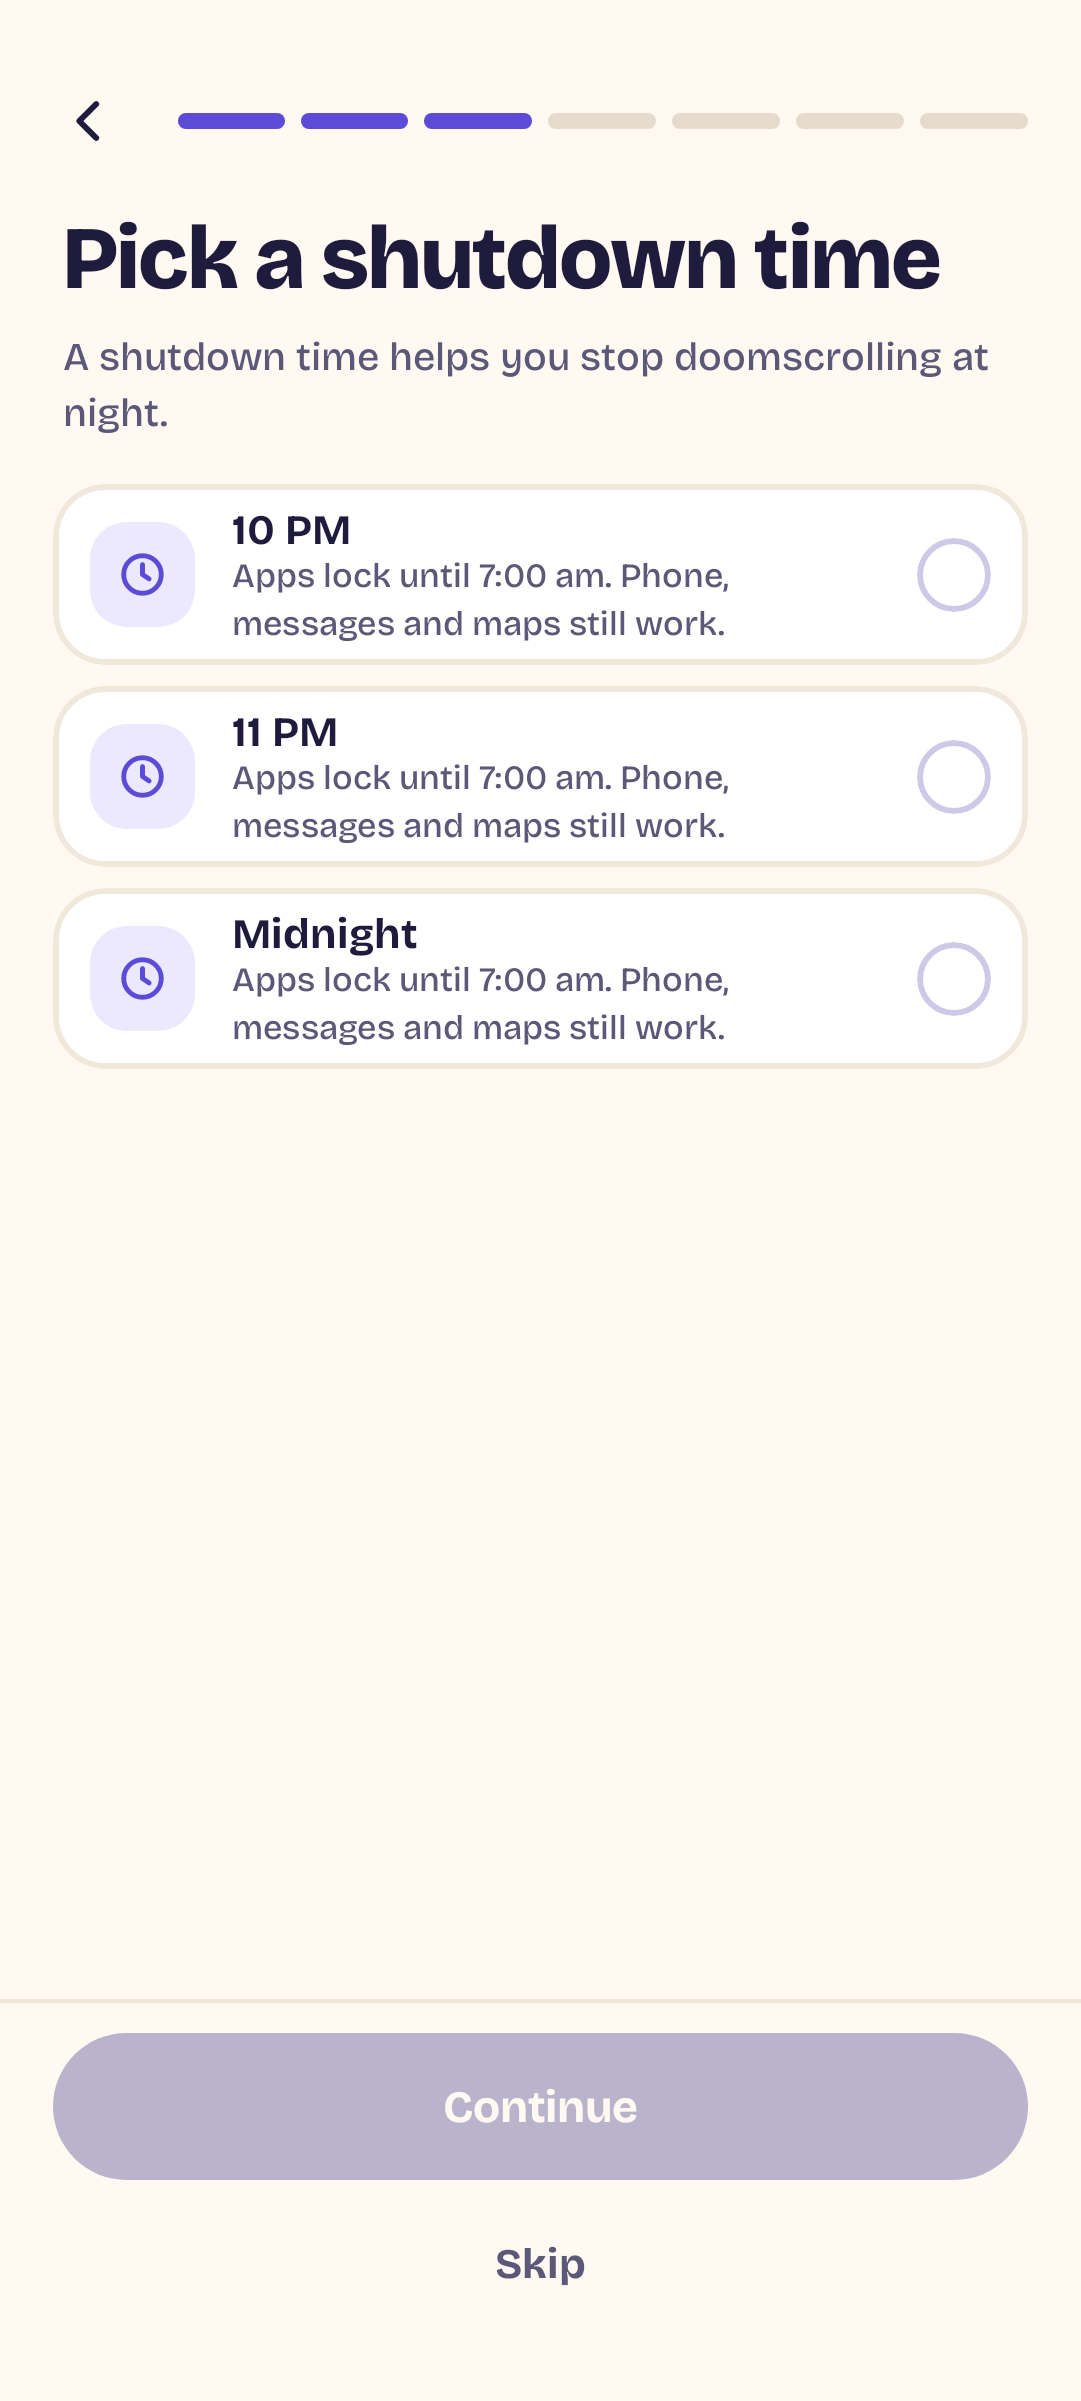 Pick a shutdown time
A shutdown time helps you stop doomscrolling at
night.
10 PM
Apps lock until 7:00 am. Phone,
messages and maps still work.
11 PM
Apps lock until 7:00 am. Phone,
messages and maps still work.
Midnight
Apps lock until 7:00 am. Phone,
messages and maps still work.
Continue
Skip